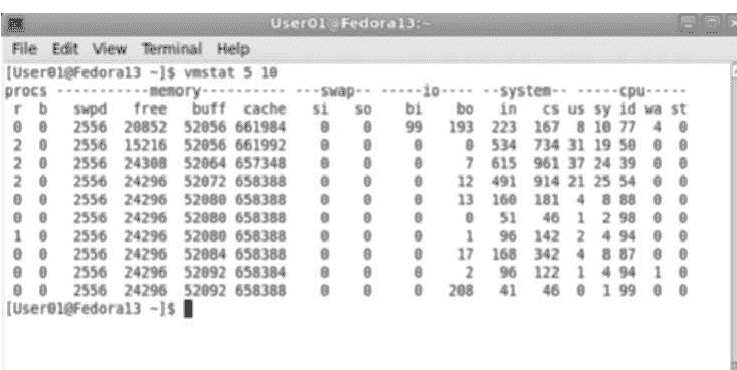 User01@Fedora13:~
File Edit View Terminal Help
[User01@Fedora13 ~]$ vmstat 5 10
procs -----------memory---------- ---swap-- -----io---- --system-- -----cpu-----
r b swpd free buff cache si so bi bo in cs us sy id wa st
0 0 2556 20852 52056 661984 0 0 99 193 223 167 8 10 77 4 0
2 0 2556 15216 52056 661992 0 0 0 0 534 734 31 19 50 0 0
2 0 2556 24308 52064 657348 0 0 0 7 615 961 37 24 39 0 0
2 0 2556 24296 52072 658388 0 0 0 12 491 914 21 25 54 0 0
0 0 2556 24296 52080 658388 0 0 0 13 160 181 4 8 88 0 0
0 0 2556 24296 52080 658388 0 0 0 0 51 46 1 2 98 0 0
1 0 2556 24296 52080 658388 0 0 0 1 96 142 2 4 94 0 0
0 0 2556 24296 52084 658388 0 0 0 17 168 342 4 8 87 0 0
0 0 2556 24296 52092 658384 0 0 0 2 96 122 1 4 94 1 0
0 0 2556 24296 52092 658388 0 0 0 208 41 46 0 1 99 0 0
[User01@Fedora13 ~]$